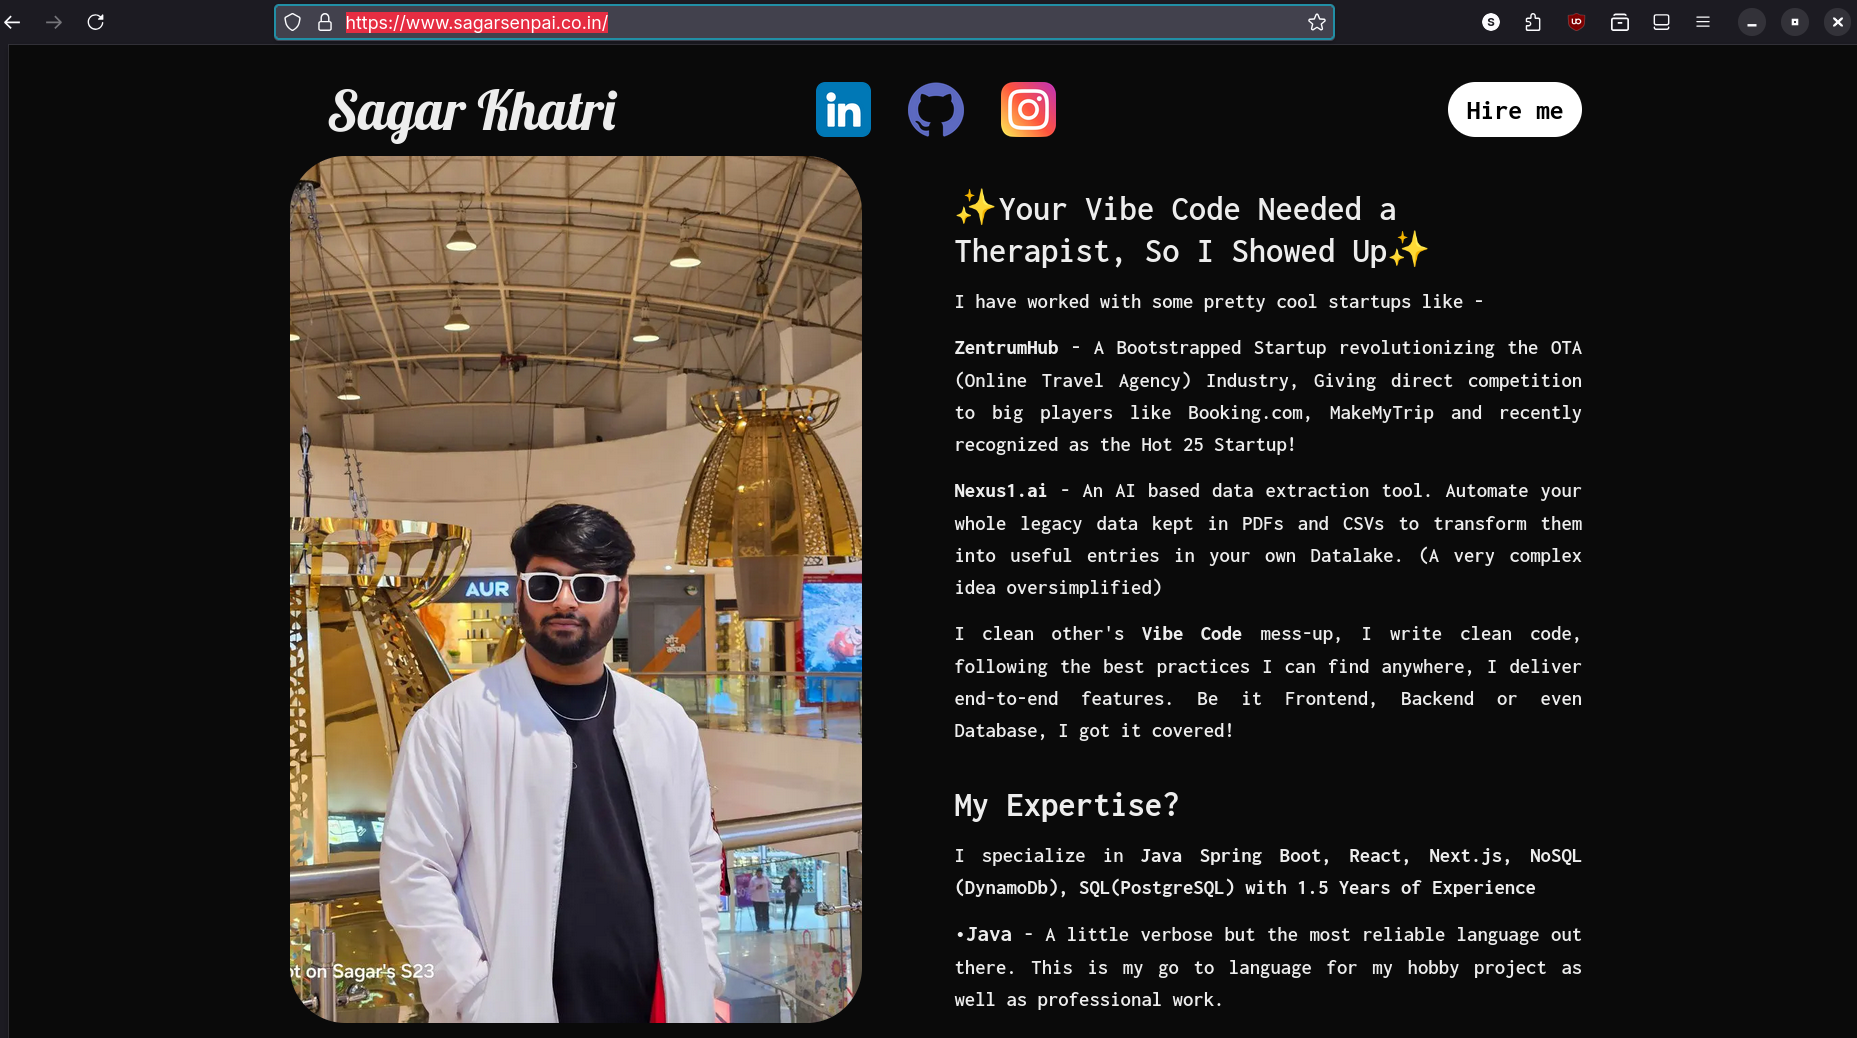 https://www.sagarsenpai.co.in/
Sagar Khatri
in
Hire me
✨Your Vibe Code Needed a
Therapist, So I Showed Up✨
I have worked with some pretty cool startups like -
ZentrumHub - A Bootstrapped Startup revolutionizing the OTA
(Online Travel Agency) Industry, Giving direct competition
to big players like Booking.com, MakeMyTrip and recently
recognized as the Hot 25 Startup!
Nexus1.ai - An AI based data extraction tool. Automate your
whole legacy data kept in PDFs and CSVs to transform them
into useful entries in your own Datalake. (A very complex
idea oversimplified)
I clean other's Vibe Code mess-up, I write clean code,
following the best practices I can find anywhere, I deliver
end-to-end features. Be it Frontend, Backend or even
Database, I got it covered!
My Expertise?
I specialize in Java Spring Boot, React, Next.js, NoSQL
(DynamoDb), SQL(PostgreSQL) with 1.5 Years of Experience
•Java - A little verbose but the most reliable language out
there. This is my go to language for my hobby project as
well as professional work.
AUR
और
कॉफी
ot on Sagar's S23